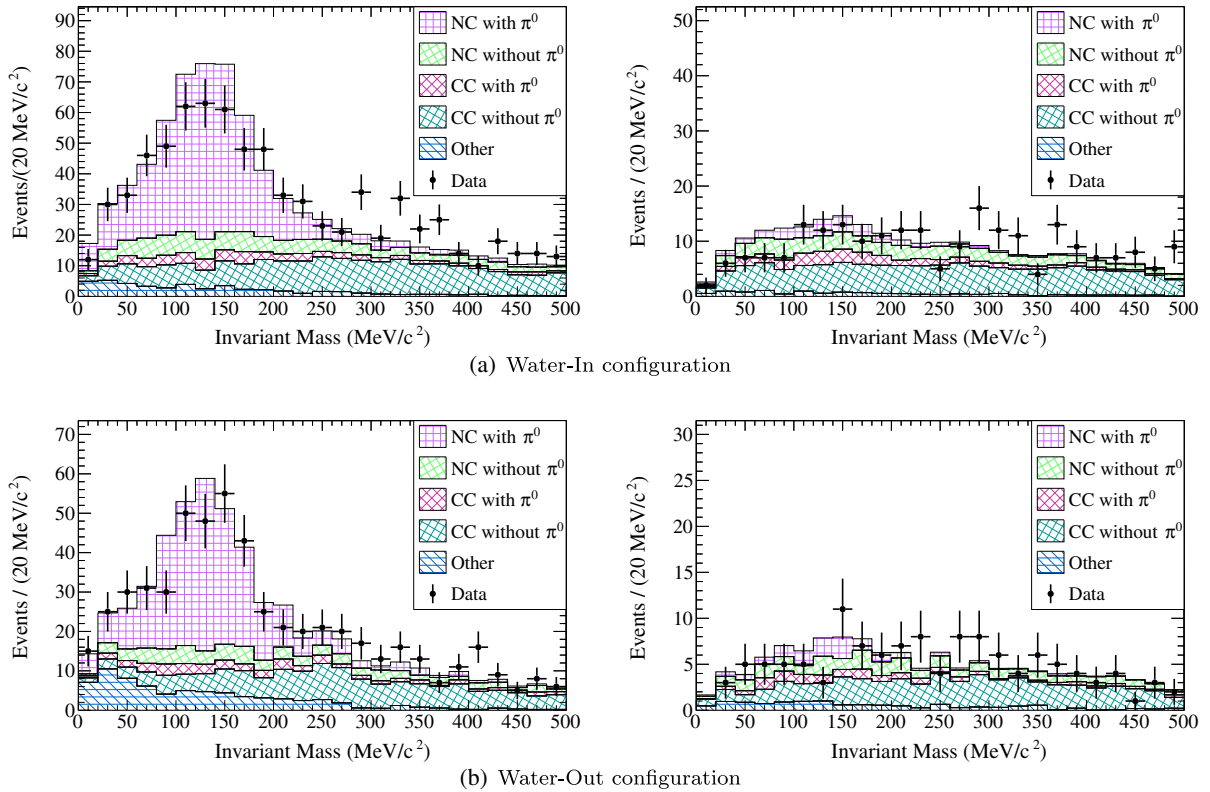 Events/(20 MeV/c²)
90
80
70
60
50
40
30
20
10
0
0 50 100 150 200 250 300 350 400 450 500
Invariant Mass (MeV/c²)
NC with π⁰
NC without π⁰
CC with π⁰
CC without π⁰
Other
Data
Events / (20 MeV/c²)
50
40
30
20
10
0
0 50 100 150 200 250 300 350 400 450 500
Invariant Mass (MeV/c²)
NC with π⁰
NC without π⁰
CC with π⁰
CC without π⁰
Other
Data
(a) Water-In configuration
Events / (20 MeV/c²)
70
60
50
40
30
20
10
0
0 50 100 150 200 250 300 350 400 450 500
Invariant Mass (MeV/c²)
NC with π⁰
NC without π⁰
CC with π⁰
CC without π⁰
Other
Data
Events / (20 MeV/c²)
30
25
20
15
10
5
0
0 50 100 150 200 250 300 350 400 450 500
Invariant Mass (MeV/c²)
NC with π⁰
NC without π⁰
CC with π⁰
CC without π⁰
Other
Data
(b) Water-Out configuration